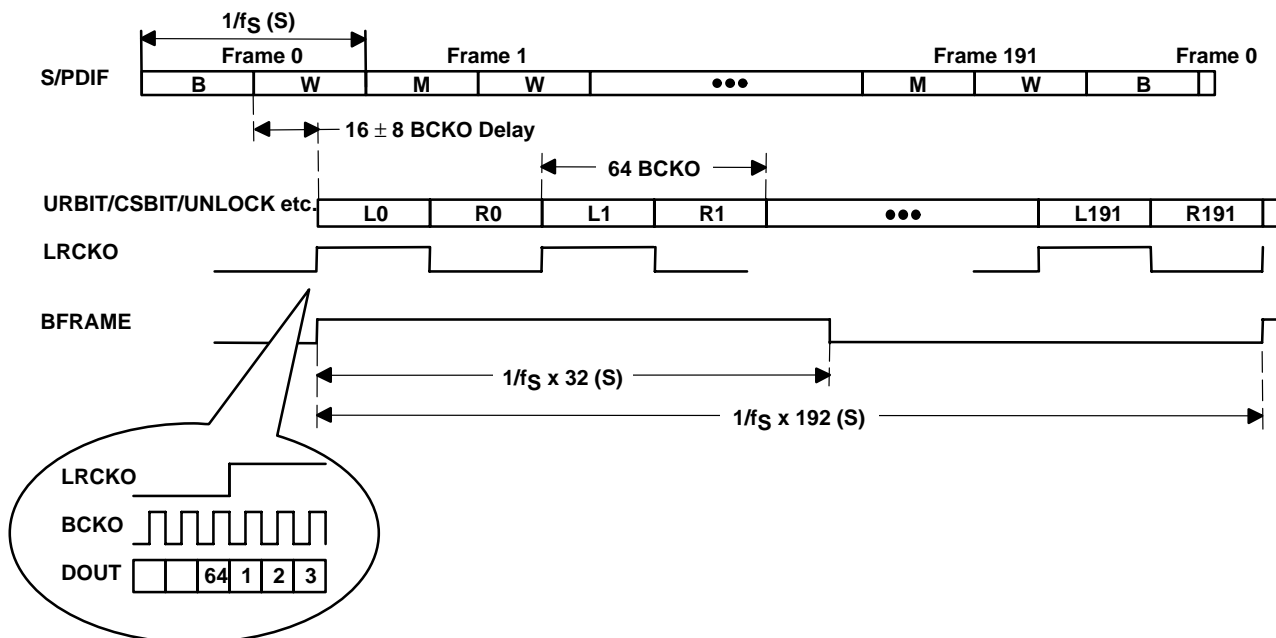 1/fS (S)
Frame 0 Frame 1 Frame 191 Frame 0
S/PDIF B W M W ●●● M W B
16 ± 8 BCKO Delay
64 BCKO
URBIT/CSBIT/UNLOCK etc. L0 R0 L1 R1 ●●● L191 R191
LRCKO
BFRAME
1/fS x 32 (S)
1/fS x 192 (S)
LRCKO
BCKO
DOUT 64 1 2 3